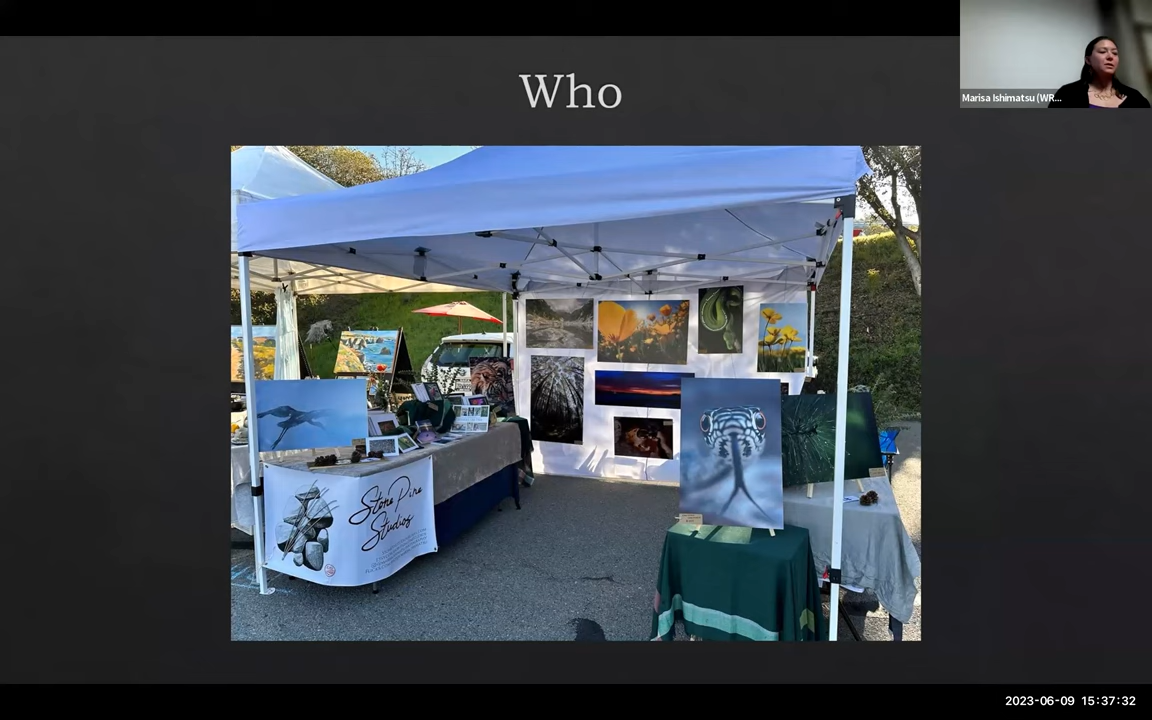 Who
Marisa Ishimatsu (WR...
Stone Pine
Studios
2023-06-09 15:37:32